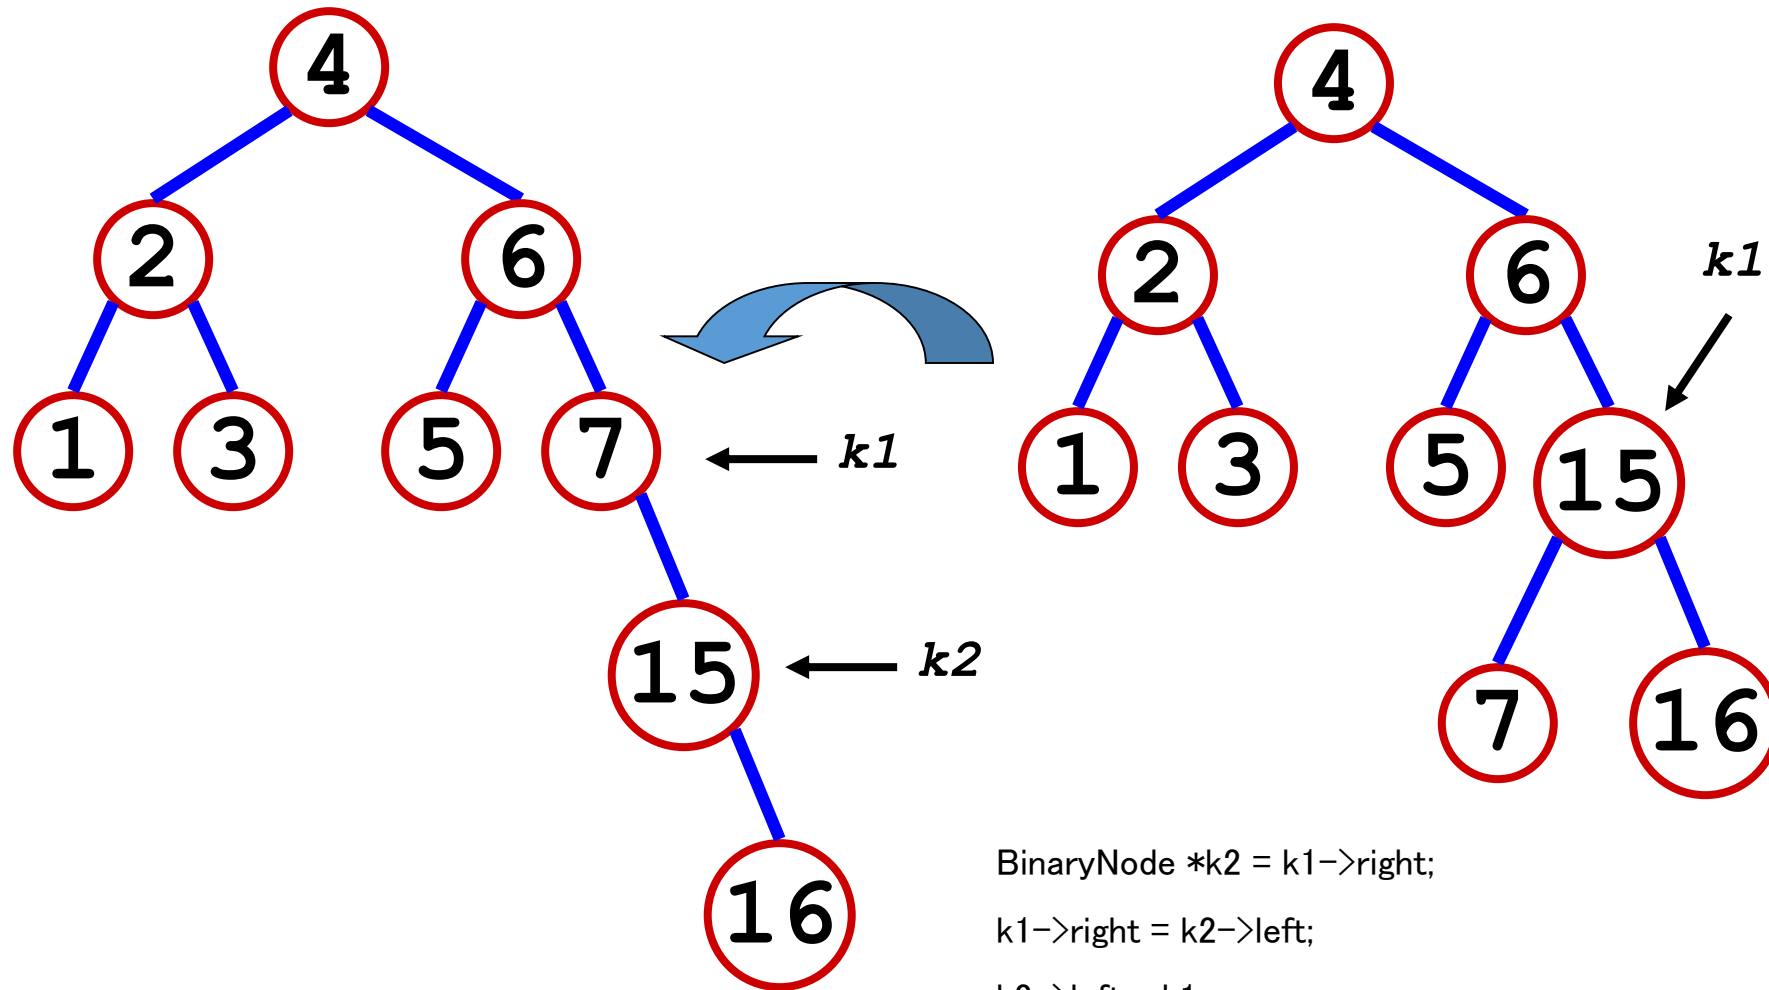 4
2 6
1 3 5 7
k1
15
k2
16
4
2 6
k1
1 3 5 15
7 16
BinaryNode *k2 = k1->right;
k1->right = k2->left;